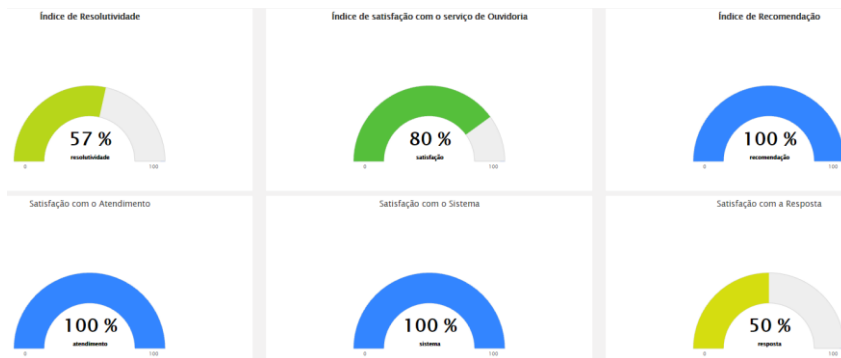 Índice de Resolutividade
Índice de satisfação com o serviço de Ouvidoria
Índice de Recomendação
57 %
resolutividade
0
100
80 %
satisfação
0
100
100 %
recomendação
0
100
Satisfação com o Atendimento
Satisfação com o Sistema
Satisfação com a Resposta
100 %
atendimento
0
100
100 %
sistema
0
100
50 %
resposta
0
100